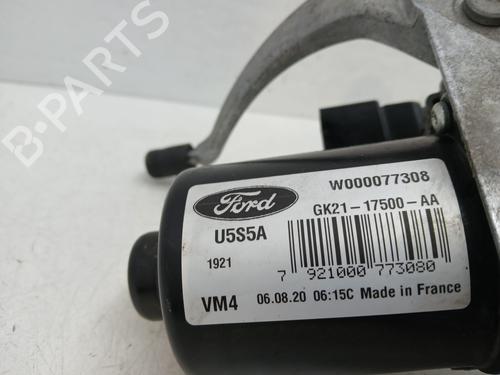 B-PARTS
Ford
W000077308
GK21-17500-AA
U5S5A
1921
7 921000 773080
VM4 06.08.20 06:15C Made in France